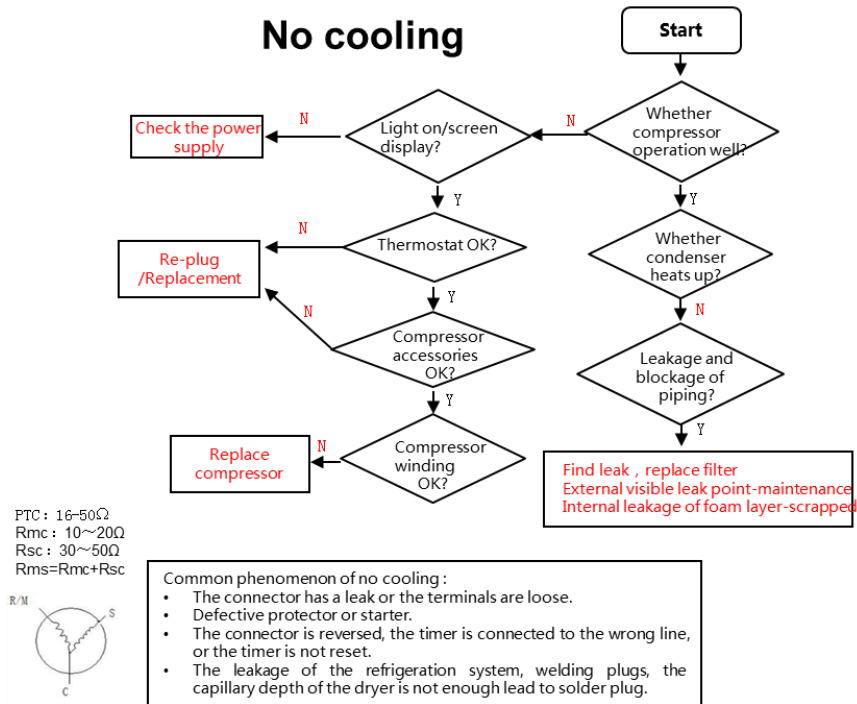 No cooling
Start
Whether
compressor
operation well?
N
Light on/screen
display?
N
Check the power
supply
Y
Y
Thermostat OK?
N
Re-plug
/Replacement
Whether
condenser
heats up?
Y
N
N
Compressor
accessories
OK?
Leakage and
blockage of
piping?
Y
Y
Compressor
winding
OK?
N
Replace
compressor
Find leak , replace filter
External visible leak point-maintenance
Internal leakage of foam layer-scrapped
PTC: 16-50Ω
Rmc: 10~20Ω
Rsc: 30~50Ω
Rms=Rmc+Rsc
R/M
S
C
Common phenomenon of no cooling :
• The connector has a leak or the terminals are loose.
• Defective protector or starter.
• The connector is reversed, the timer is connected to the wrong line,
or the timer is not reset.
• The leakage of the refrigeration system, welding plugs, the
capillary depth of the dryer is not enough lead to solder plug.